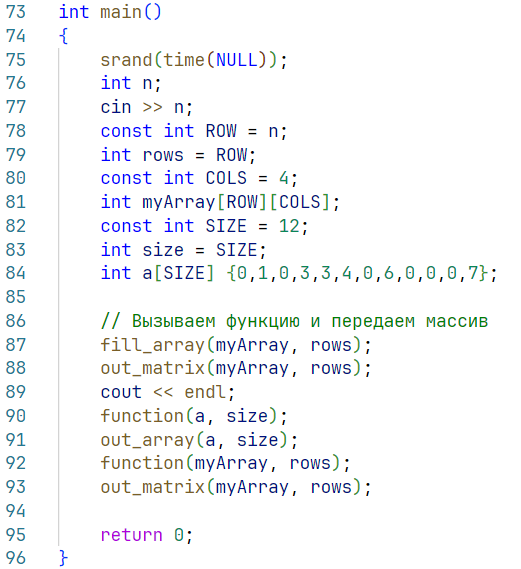 73 int main()
74 {
75 srand(time(NULL));
76 int n;
77 cin >> n;
78 const int ROW = n;
79 int rows = ROW;
80 const int COLS = 4;
81 int myArray[ROW][COLS];
82 const int SIZE = 12;
83 int size = SIZE;
84 int a[SIZE] {0,1,0,3,3,4,0,6,0,0,0,7};
85
86 // Вызываем функцию и передаем массив
87 fill_array(myArray, rows);
88 out_matrix(myArray, rows);
89 cout << endl;
90 function(a, size);
91 out_array(a, size);
92 function(myArray, rows);
93 out_matrix(myArray, rows);
94
95 return 0;
96 }